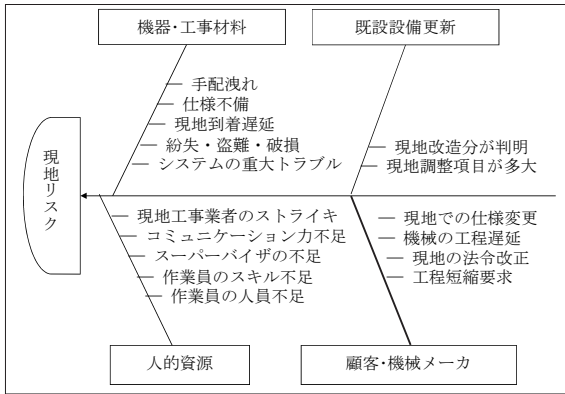 機器・工事材料
既設設備更新
手配洩れ
仕様不備
現地到着遅延
紛失・盗難・破損
システムの重大トラブル
現地改造分が判明
現地調整項目が多大
現地リスク
現地工事業者のストライキ
コミュニケーション力不足
スーパーバイザの不足
作業員のスキル不足
作業員の人員不足
現地での仕様変更
機械の工程遅延
現地の法令改正
工程短縮要求
人的資源
顧客・機械メーカ